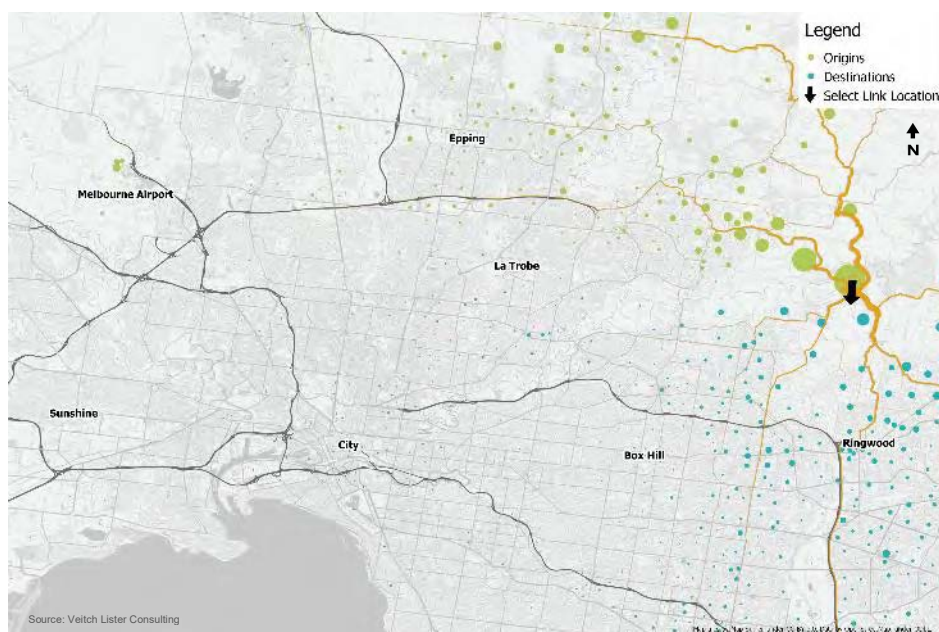 Legend
Origins
Destinations
Select Link Location
N
Epping
Melbourne Airport
La Trobe
Sunshine
City
Box Hill
Ringwood
Source: Veitch Lister Consulting